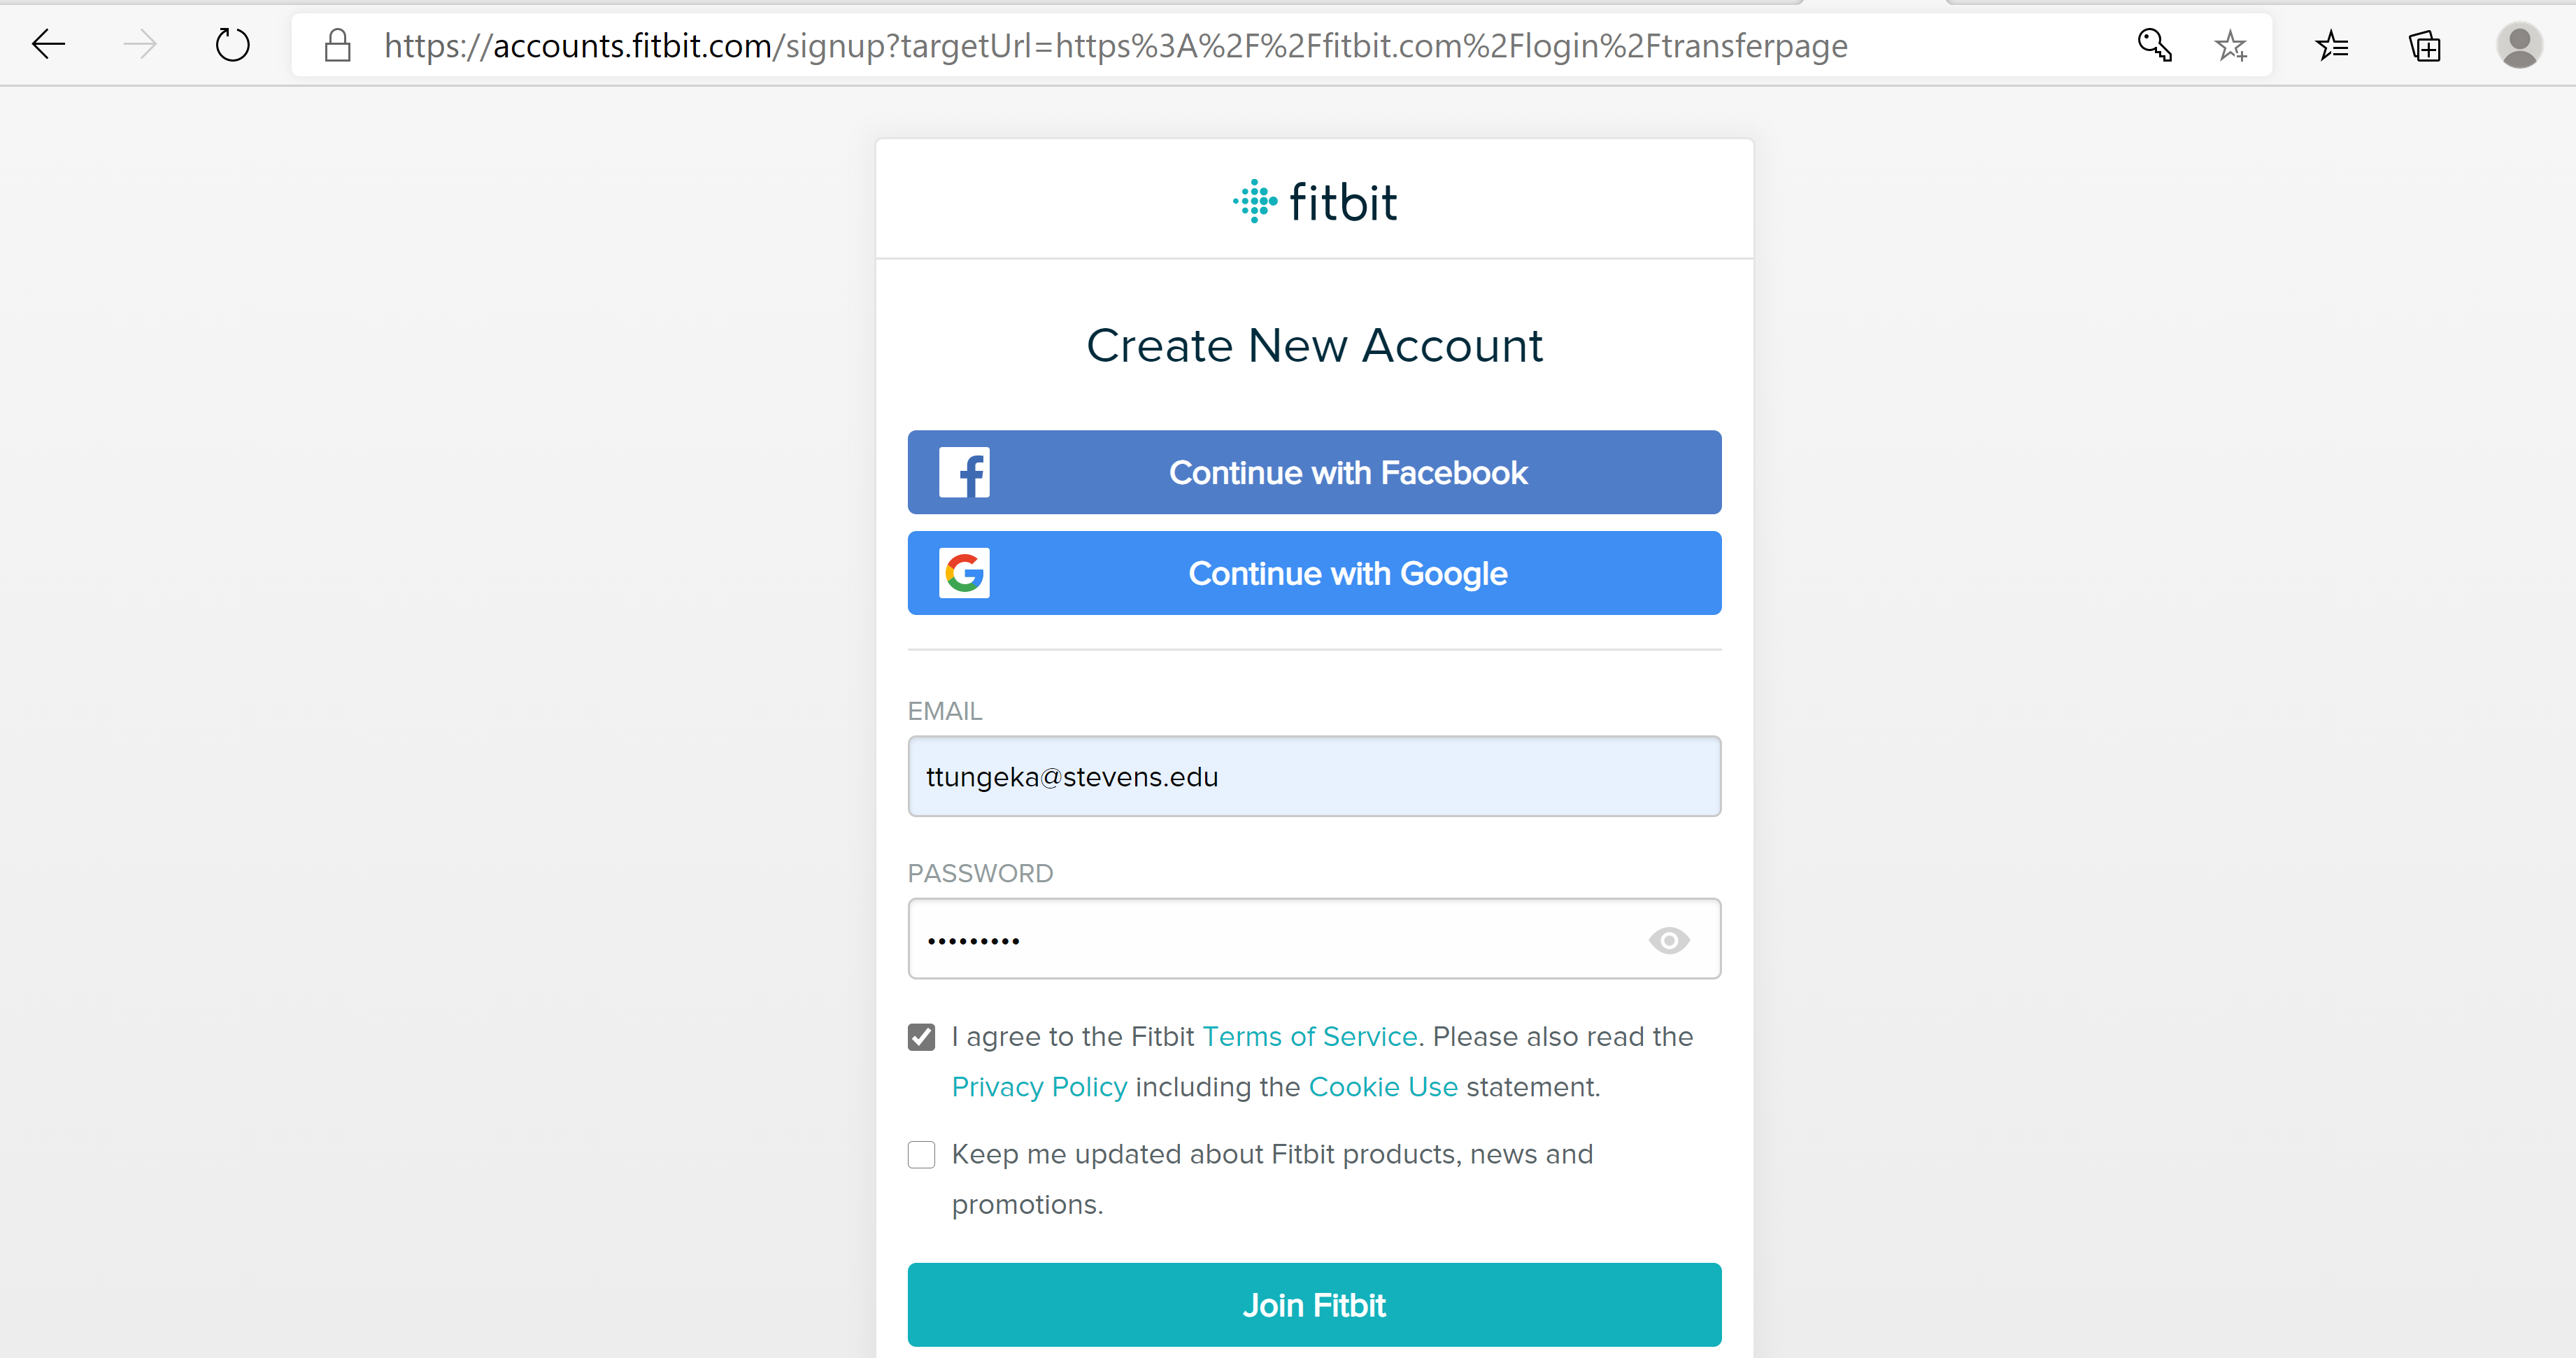 https://accounts.fitbit.com/signup?targetUrl=https%3A%2F%2Ffitbit.com%2Flogin%2Ftransferpage
fitbit
Create New Account
Continue with Facebook
Continue with Google
EMAIL
ttungeka@stevens.edu
PASSWORD
•••••••••
I agree to the Fitbit Terms of Service. Please also read the
Privacy Policy including the Cookie Use statement.
Keep me updated about Fitbit products, news and
promotions.
Join Fitbit